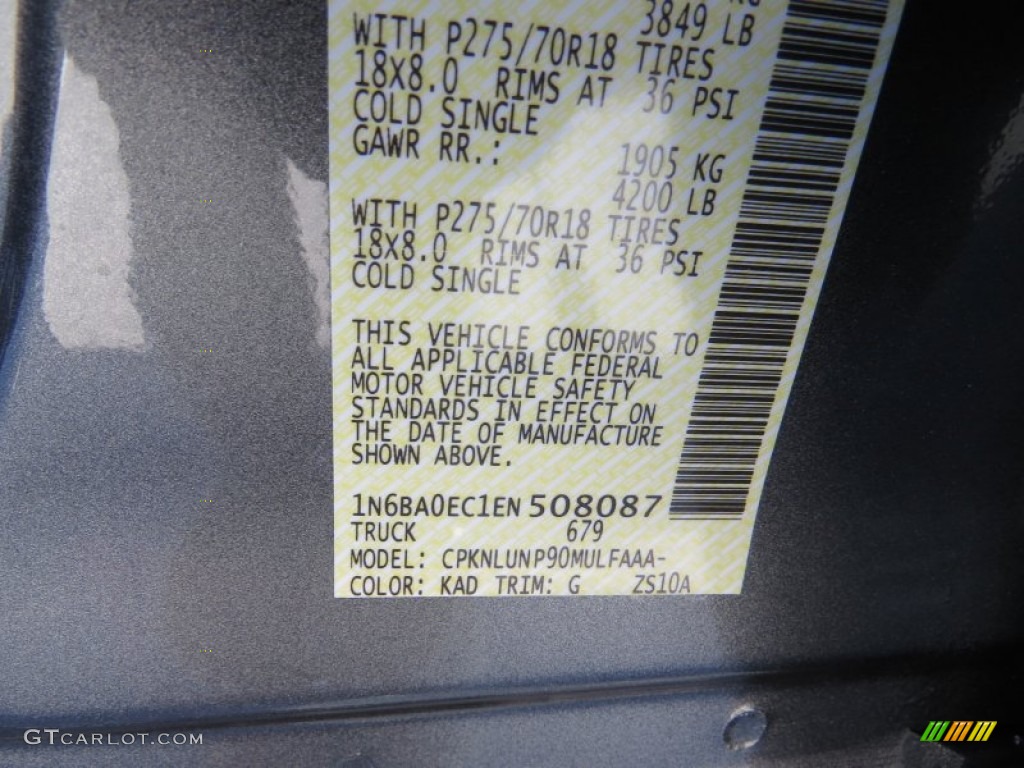 3849 LB
WITH P275/70R18 TIRES
18X8.0 RIMS AT 36 PSI
COLD SINGLE
GAWR RR.: 1905 KG
4200 LB
WITH P275/70R18 TIRES
18X8.0 RIMS AT 36 PSI
COLD SINGLE
THIS VEHICLE CONFORMS TO
ALL APPLICABLE FEDERAL
MOTOR VEHICLE SAFETY
STANDARDS IN EFFECT ON
THE DATE OF MANUFACTURE
SHOWN ABOVE.
1N6BA0EC1EN508087
TRUCK 679
MODEL: CPKNLUNP90MULFAAA-
COLOR: KAD TRIM: G ZS10A
GTCARLOT.COM